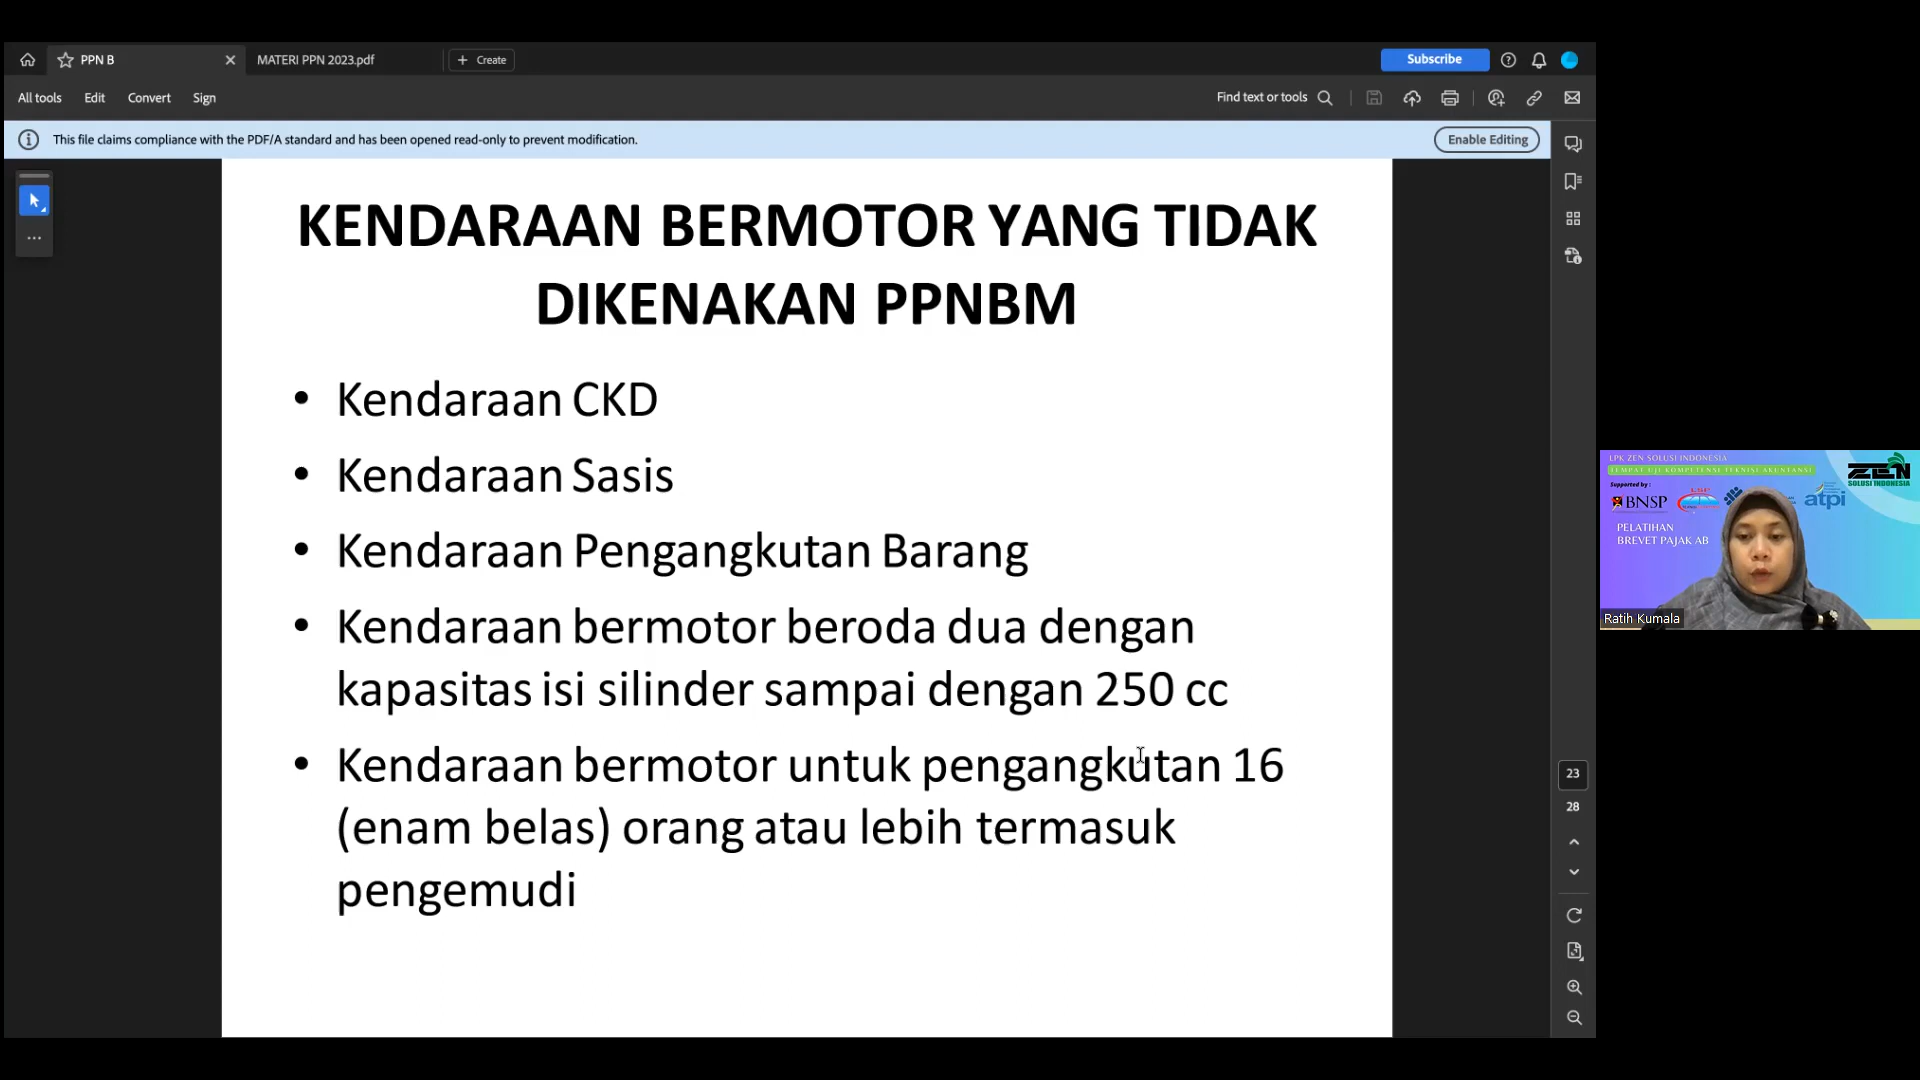 PPN B
MATERI PPN 2023.pdf
Create
Subscribe
All tools
Edit
Convert
Sign
Find text or tools
This file claims compliance with the PDF/A standard and has been opened read-only to prevent modification.
Enable Editing
KENDARAAN BERMOTOR YANG TIDAK
DIKENAKAN PPNBM
• Kendaraan CKD
• Kendaraan Sasis
• Kendaraan Pengangkutan Barang
• Kendaraan bermotor beroda dua dengan
kapasitas isi silinder sampai dengan 250 cc
• Kendaraan bermotor untuk pengangkutan 16
(enam belas) orang atau lebih termasuk
pengemudi
23
28
LPK ZEN SOLUSI INDONESIA
TEMPAT UJI KOMPETENSI TEKNISI AKUNTANSI
Supported by :
ZEN
SOLUSI INDONESIA
BNSP
atpi
PELATIHAN
BREVET PAJAK AB
Ratih Kumala